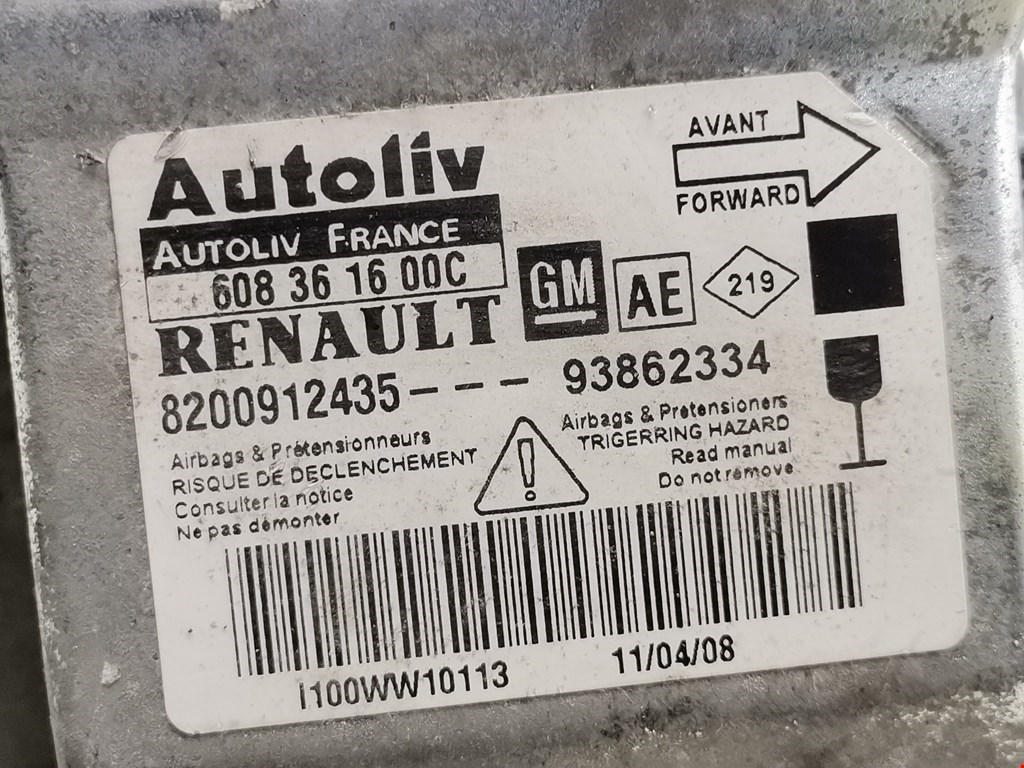 Autoliv
AUTOLIV FRANCE
608 36 16 00C
AVANT
FORWARD
GM
AE
219
RENAULT
8200912435--- 93862334
Airbags & Prétensionneurs
RISQUE DE DECLENCHEMENT
Consulter la notice
Ne pas démonter
!
Airbags & Pretensioners
TRIGERRING HAZARD
Read manual
Do not remove
I100WW10113
11/04/08